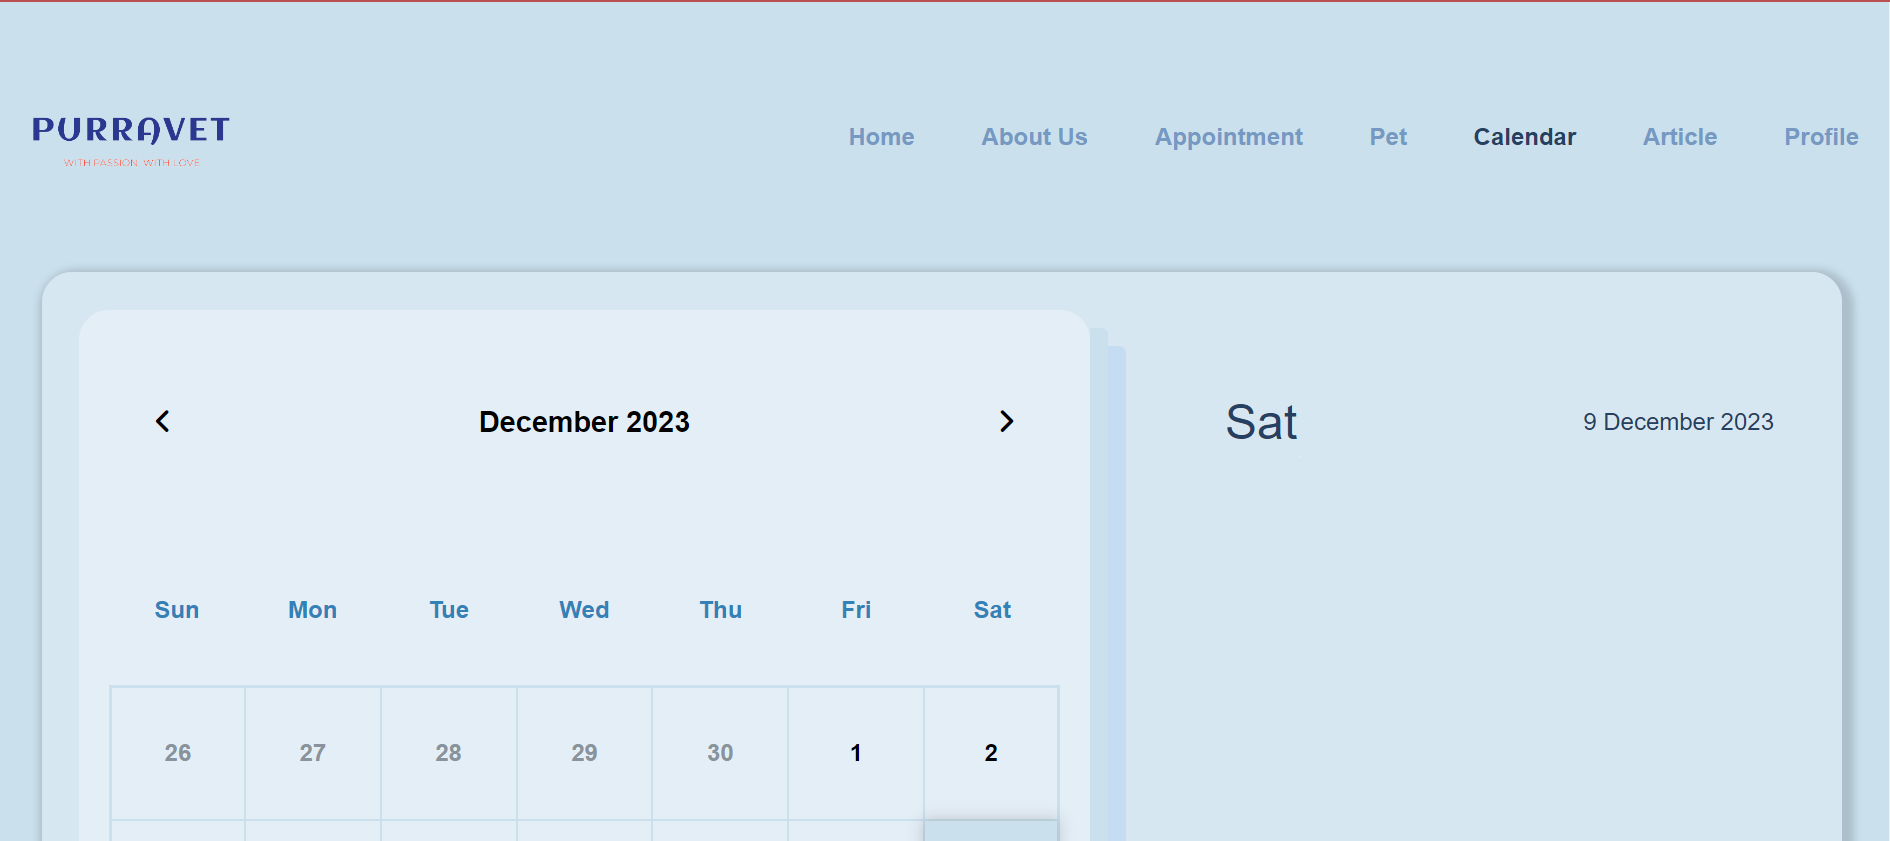 PURRAVET
WITH PASSION, WITH LOVE
Home About Us Appointment Pet Calendar Article Profile
December 2023
Sat 9 December 2023
Sun Mon Tue Wed Thu Fri Sat
26 27 28 29 30 1 2